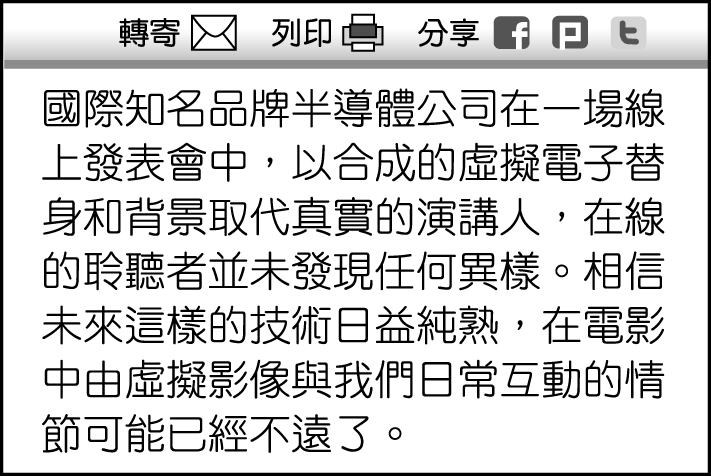 轉寄 列印 分享
國際知名品牌半導體公司在一場線
上發表會中，以合成的虛擬電子替
身和背景取代真實的演講人，在線
的聆聽者並未發現任何異樣。相信
未來這樣的技術日益純熟，在電影
中由虛擬影像與我們日常互動的情
節可能已經不遠了。